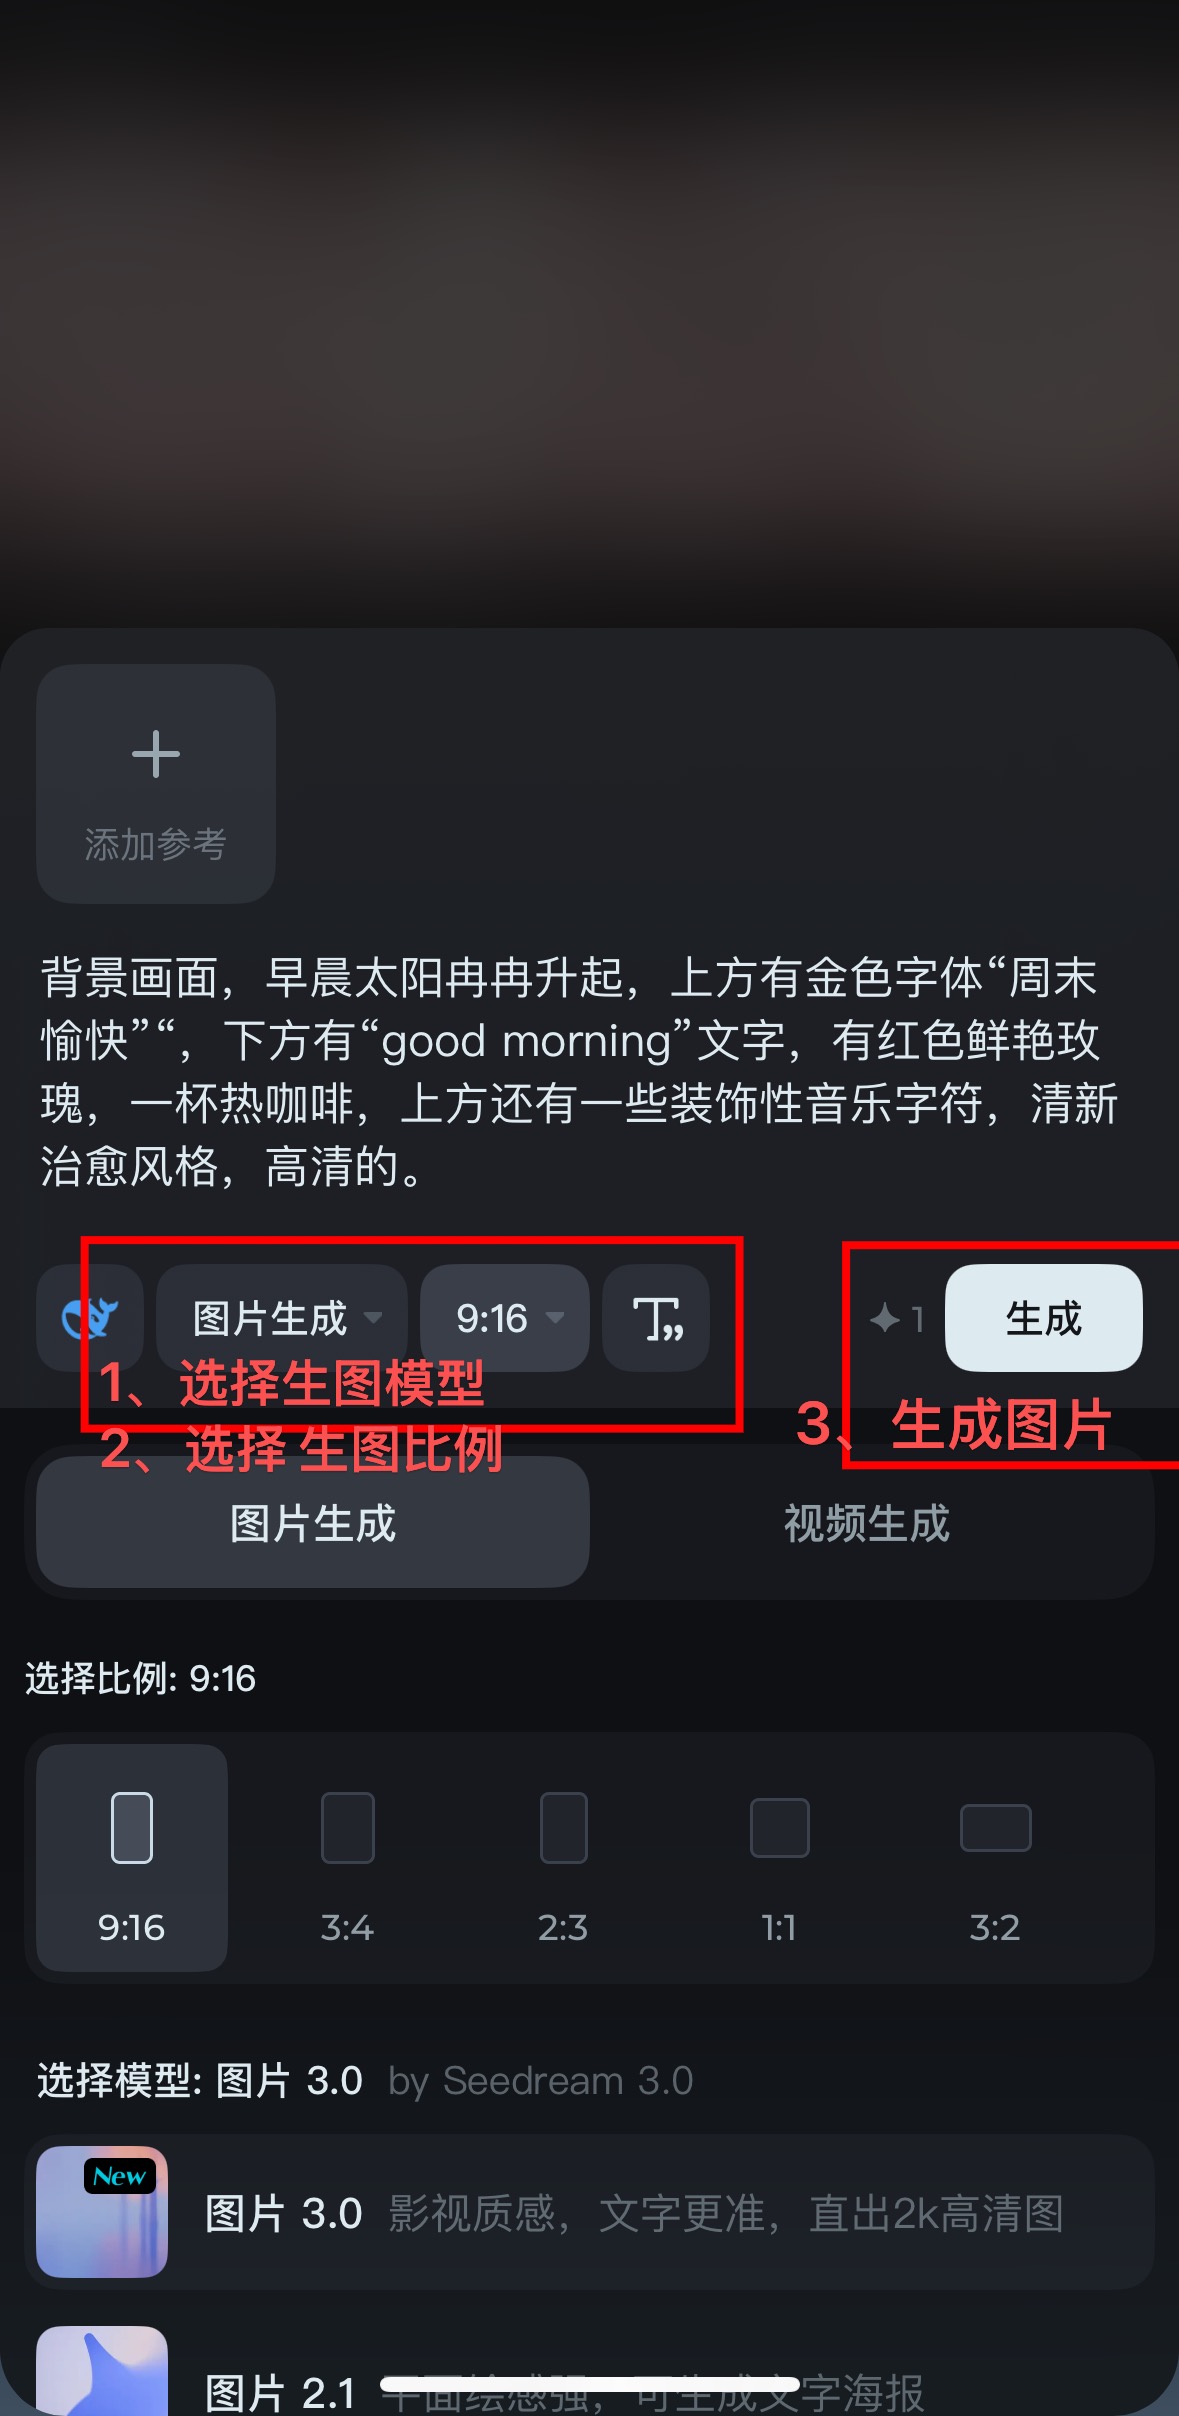 添加参考
背景画面，早晨太阳冉冉升起，上方有金色字体“周末
愉快”“，下方有“good morning”文字，有红色鲜艳玫
瑰，一杯热咖啡，上方还有一些装饰性音乐字符，清新
治愈风格，高清的。
图片生成
9:16
1
生成
1、选择生图模型
2、选择 生图比例
3、生成图片
图片生成
视频生成
选择比例: 9:16
9:16
3:4
2:3
1:1
3:2
选择模型: 图片 3.0 by Seedream 3.0
New
图片 3.0 影视质感，文字更准，直出2k高清图
图片 2.1 平面绘感强，可生成文字海报